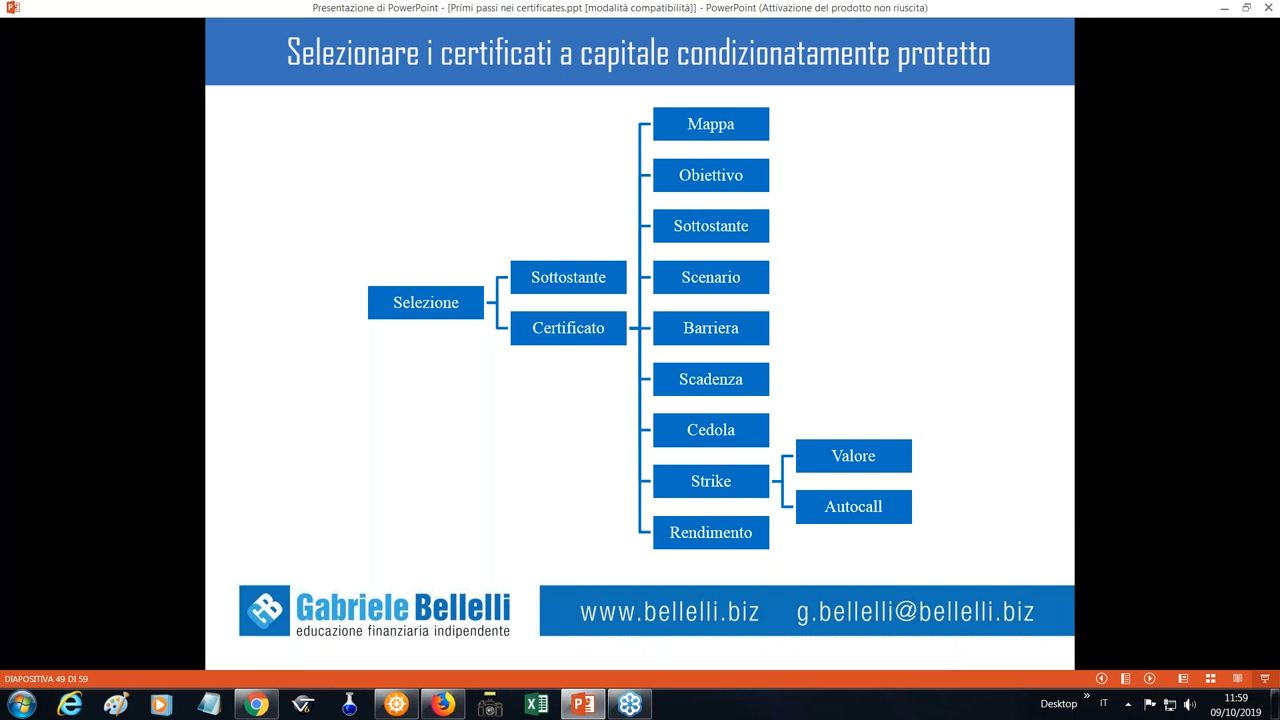 Presentazione di PowerPoint - [Primi passi nei certificates.ppt [modalità compatibilità]] - PowerPoint (Attivazione del prodotto non riuscita)
Selezionare i certificati a capitale condizionatamente protetto
Mappa
Obiettivo
Sottostante
Scenario
Sottostante
Selezione
Certificato
Barriera
Scadenza
Cedola
Strike
Valore
Autocall
Rendimento
Gabriele Bellelli
educazione finanziaria indipendente
www.bellelli.biz g.bellelli@bellelli.biz
DIAPOSITIVA 49 DI 59
Desktop
IT
11:59
09/10/2019